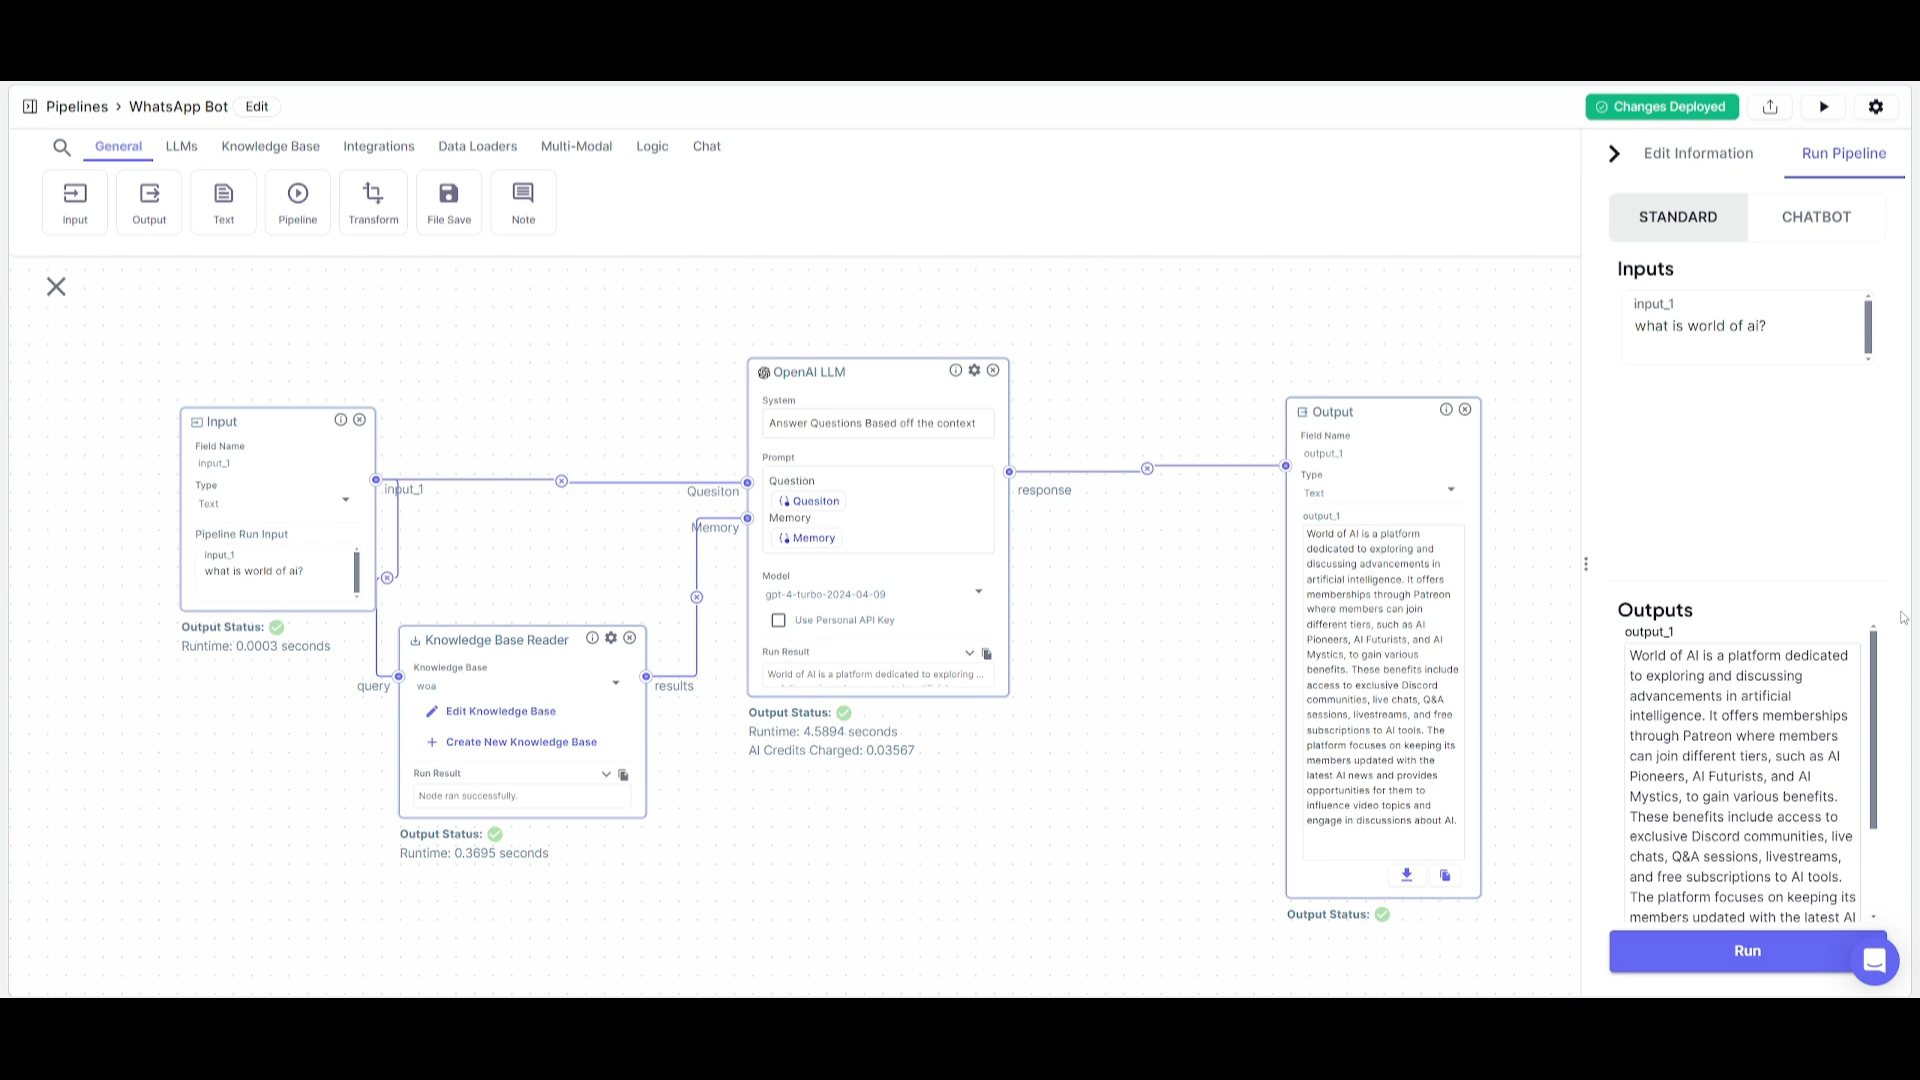 Pipelines > WhatsApp Bot Edit
Changes Deployed
General LLMs Knowledge Base Integrations Data Loaders Multi-Modal Logic Chat
Input Output Text Pipeline Transform File Save Note
Edit Information Run Pipeline
STANDARD CHATBOT
Inputs
input_1
what is world of ai?
Input
Field Name
input_1
Type
Text
Pipeline Run Input
input_1
what is world of ai?
Output Status:
Runtime: 0.0003 seconds
input_1
query
Knowledge Base Reader
Knowledge Base
woa
Edit Knowledge Base
+ Create New Knowledge Base
Run Result
Node ran successfully.
Output Status:
Runtime: 0.3695 seconds
results
Quesiton
Memory
OpenAI LLM
System
Answer Questions Based off the context
Prompt
Question
Quesiton
Memory
Memory
Model
gpt-4-turbo-2024-04-09
Use Personal API Key
Run Result
World of AI is a platform dedicated to exploring ...
Output Status:
Runtime: 4.5894 seconds
AI Credits Charged: 0.03567
response
Output
Field Name
output_1
Type
Text
output_1
World of AI is a platform
dedicated to exploring and
discussing advancements in
artificial intelligence. It offers
memberships through Patreon
where members can join
different tiers, such as AI
Pioneers, AI Futurists, and AI
Mystics, to gain various
benefits. These benefits include
access to exclusive Discord
communities, live chats, Q&A
sessions, livestreams, and free
subscriptions to AI tools. The
platform focuses on keeping its
members updated with the
latest AI news and provides
opportunities for them to
influence video topics and
engage in discussions about AI.
Output Status:
Outputs
output_1
World of AI is a platform dedicated
to exploring and discussing
advancements in artificial
intelligence. It offers memberships
through Patreon where members
can join different tiers, such as AI
Pioneers, AI Futurists, and AI
Mystics, to gain various benefits.
These benefits include access to
exclusive Discord communities, live
chats, Q&A sessions, livestreams,
and free subscriptions to AI tools.
The platform focuses on keeping its
members updated with the latest AI
Run